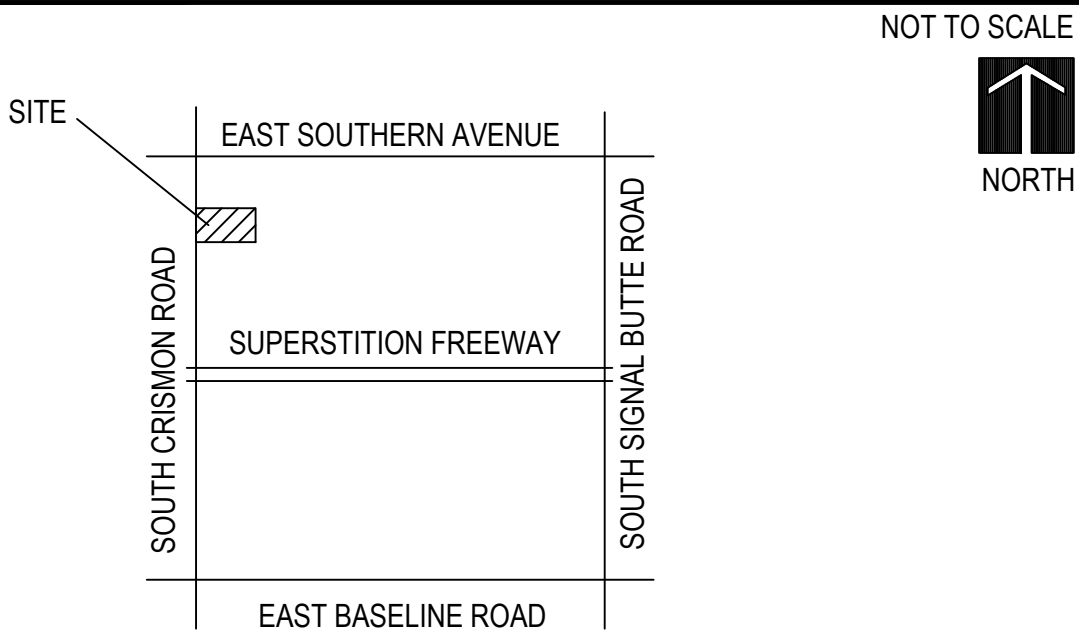 NOT TO SCALE
NORTH
SITE
EAST SOUTHERN AVENUE
SOUTH CRISMON ROAD
SUPERSTITION FREEWAY
SOUTH SIGNAL BUTTE ROAD
EAST BASELINE ROAD